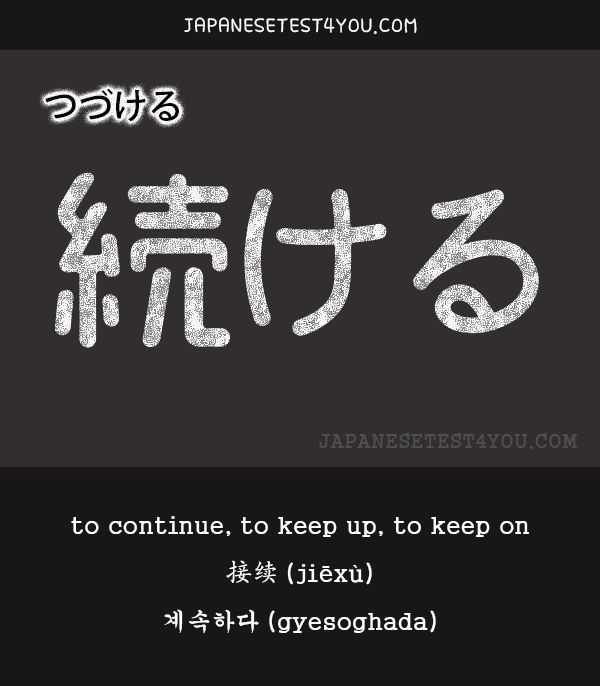 JAPANESETEST4YOU.COM
つづける
続ける
JAPANESETEST4YOU.COM
to continue, to keep up, to keep on
接续 (jiēxù)
계속하다 (gyesoghada)